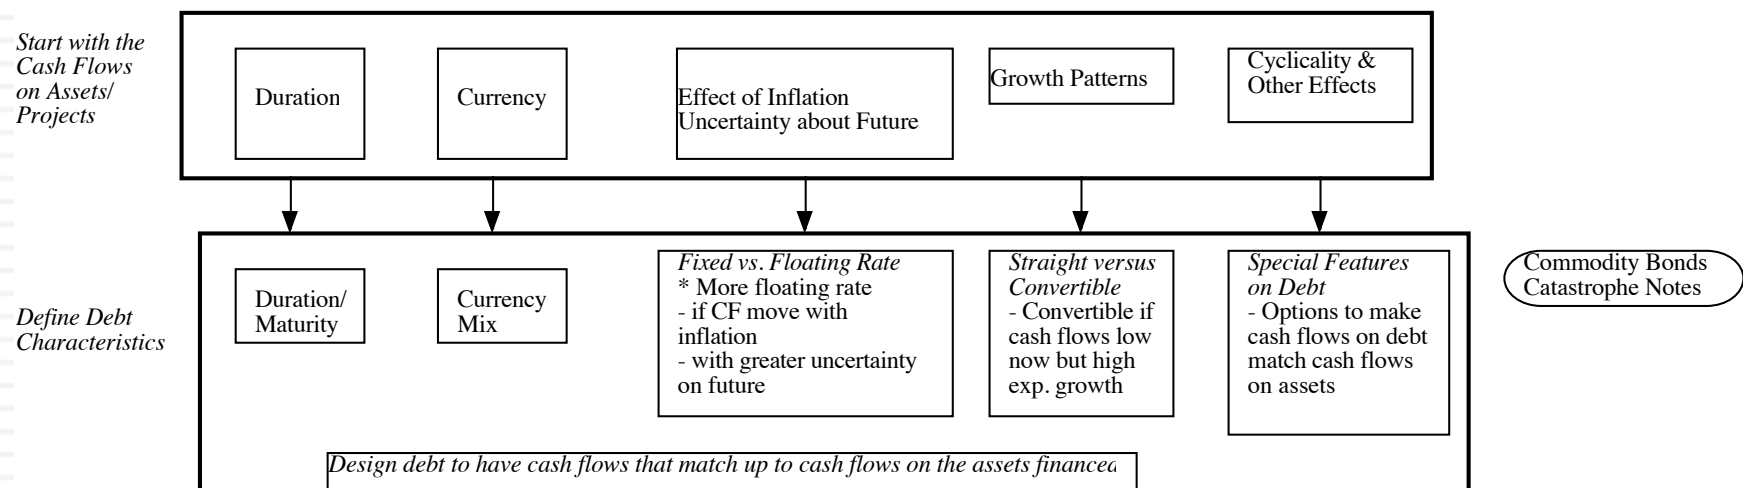 Start with the
Cash Flows
on Assets/
Projects
Duration
Currency
Effect of Inflation
Uncertainty about Future
Growth Patterns
Cyclicality &
Other Effects
Define Debt
Characteristics
Duration/
Maturity
Currency
Mix
Fixed vs. Floating Rate
* More floating rate
- if CF move with
inflation
- with greater uncertainty
on future
Straight versus
Convertible
- Convertible if
cash flows low
now but high
exp. growth
Special Features
on Debt
- Options to make
cash flows on debt
match cash flows
on assets
Commodity Bonds
Catastrophe Notes
Design debt to have cash flows that match up to cash flows on the assets financed